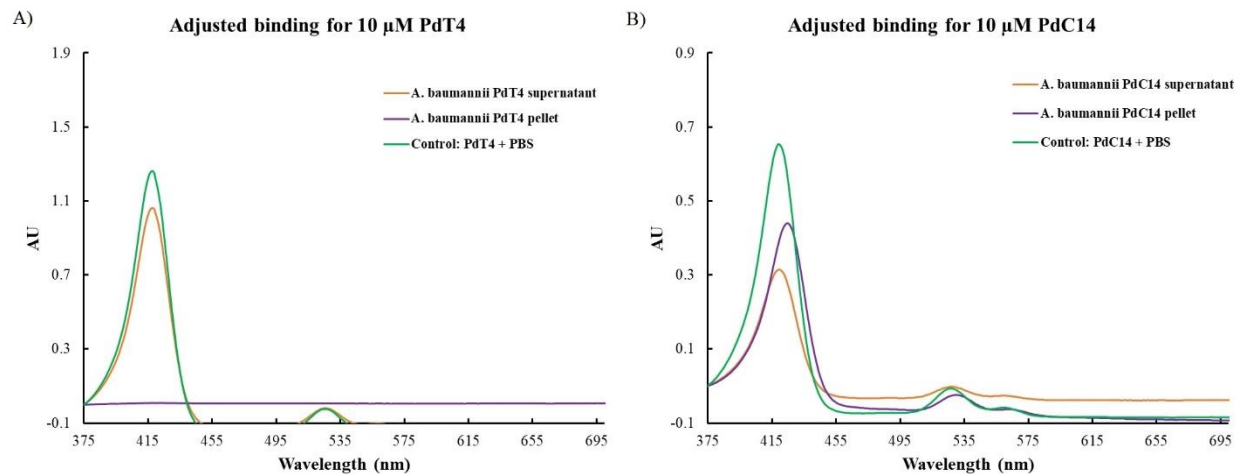 A)
Adjusted binding for 10 µM PdT4
1.9
1.5
1.1
0.7
0.3
-0.1
AU
A. baumannii PdT4 supernatant
A. baumannii PdT4 pellet
Control: PdT4 + PBS
375 415 455 495 535 575 615 655 695
Wavelength (nm)
B)
Adjusted binding for 10 µM PdC14
0.9
0.7
0.5
0.3
0.1
-0.1
AU
A. baumannii PdC14 supernatant
A. baumannii PdC14 pellet
Control: PdC14 + PBS
375 415 455 495 535 575 615 655 695
Wavelength (nm)